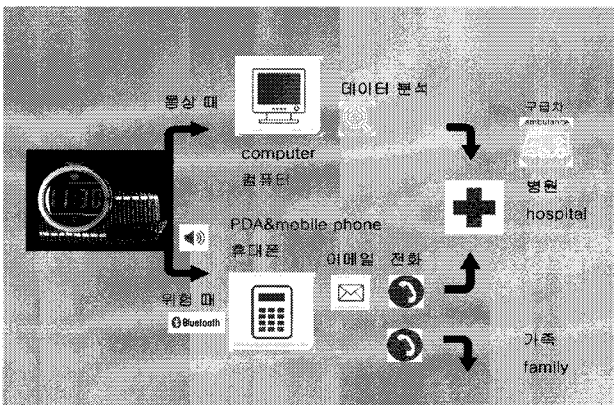 통상 때
데이터 분석
구급차
ambulance
computer
컴퓨터
병원
hospital
PDA&mobile phone
휴대폰
이메일 전화
위험 때
Bluetooth
가족
family